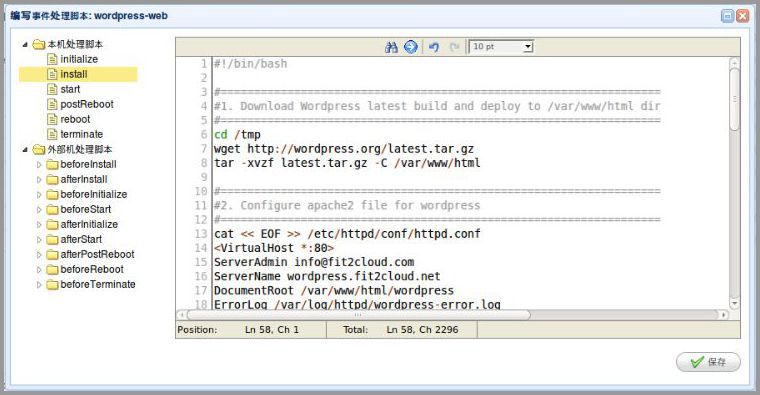 编写事件处理脚本: wordpress-web
本机处理脚本
initialize
install
start
postReboot
reboot
terminate
外部机处理脚本
beforeInstall
afterInstall
beforeInitialize
beforeStart
afterInitialize
afterStart
afterPostReboot
beforeReboot
beforeTerminate
10 pt
1 #!/bin/bash
2
3 #=================================================================
4 #1. Download Wordpress latest build and deploy to /var/www/html dir
5 #=================================================================
6 cd /tmp
7 wget http://wordpress.org/latest.tar.gz
8 tar -xvzf latest.tar.gz -C /var/www/html
9
10 #=================================================================
11 #2. Configure apache2 file for wordpress
12 #=================================================================
13 cat << EOF >> /etc/httpd/conf/httpd.conf
14 <VirtualHost *:80>
15 ServerAdmin info@fit2cloud.com
16 ServerName wordpress.fit2cloud.net
17 DocumentRoot /var/www/html/wordpress
18 ErrorLog /var/log/httpd/wordpress-error.log
Position: Ln 58, Ch 1 Total: Ln 58, Ch 2296
保存